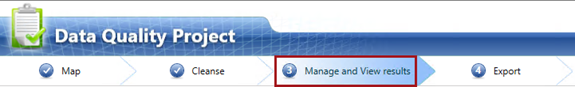 Data Quality Project
Map Cleanse 3 Manage and View results 4 Export